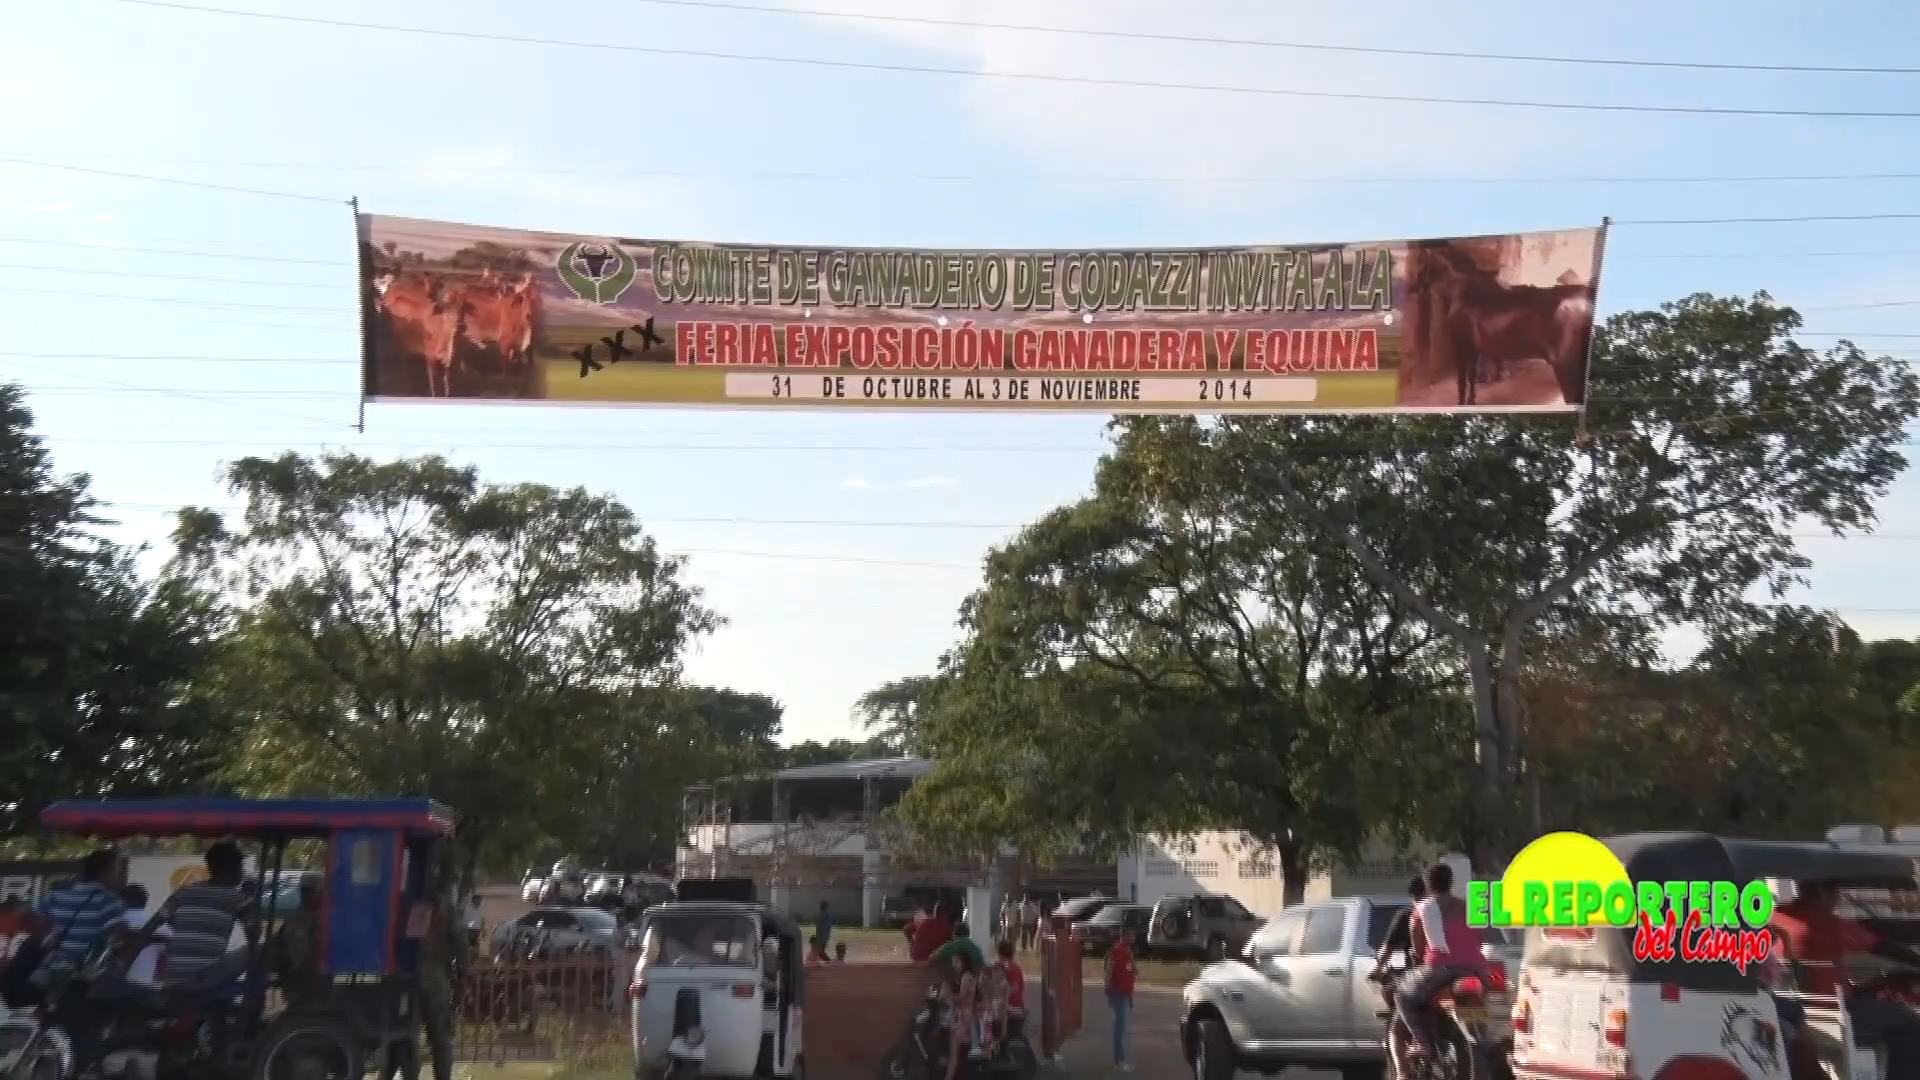 COMITE DE GANADERO DE CODAZZI INVITA A LA
XXX FERIA EXPOSICIÓN GANADERA Y EQUINA
31 DE OCTUBRE AL 3 DE NOVIEMBRE 2014
EL REPORTERO
del Campo